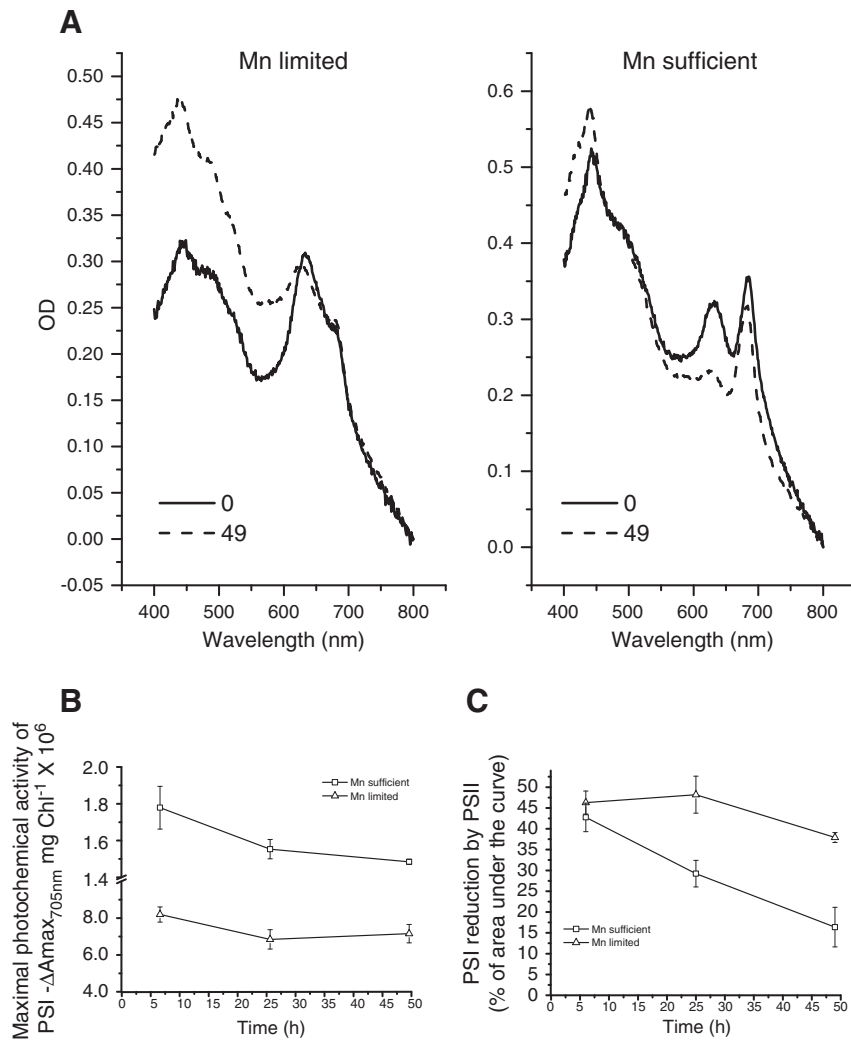 A
Mn limited
Mn sufficient
0.50
0.45
0.40
0.35
0.30
0.25
0.20
0.15
0.10
0.05
0.00
-0.05
OD
0
49
400 500 600 700 800
Wavelength (nm)
0.6
0.5
0.4
0.3
0.2
0.1
0.0
0
49
400 500 600 700 800
Wavelength (nm)
B
Maximal photochemical activity of
PSI -ΔAmax705nm mg Chl-1 X 10^6
2.0
1.8
1.6
1.4
8.0
6.0
4.0
Mn sufficient
Mn limited
0 5 10 15 20 25 30 35 40 45 50
Time (h)
C
PSI reduction by PSII
(% of area under the curve)
50
45
40
35
30
25
20
15
10
5
0
Mn sufficient
Mn limited
0 5 10 15 20 25 30 35 40 45 50
Time (h)